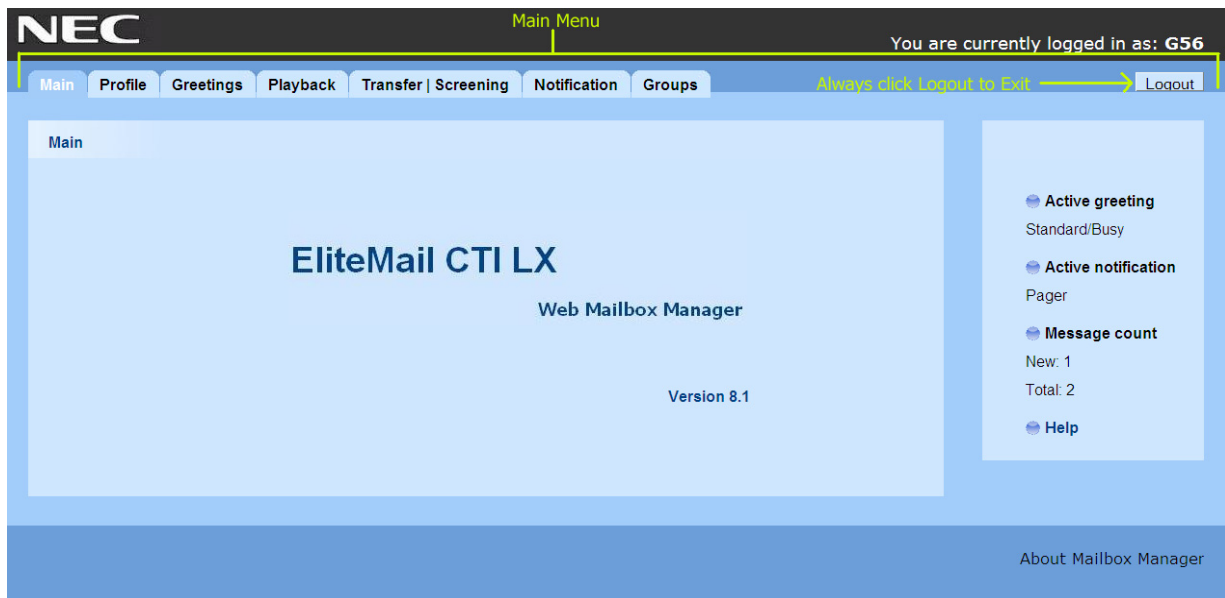 NEC
Main Menu
You are currently logged in as: G56
Main Profile Greetings Playback Transfer | Screening Notification Groups
Always click Logout to Exit
Logout
Main
EliteMail CTI LX
Web Mailbox Manager
Version 8.1
Active greeting
Standard/Busy
Active notification
Pager
Message count
New: 1
Total: 2
Help
About Mailbox Manager